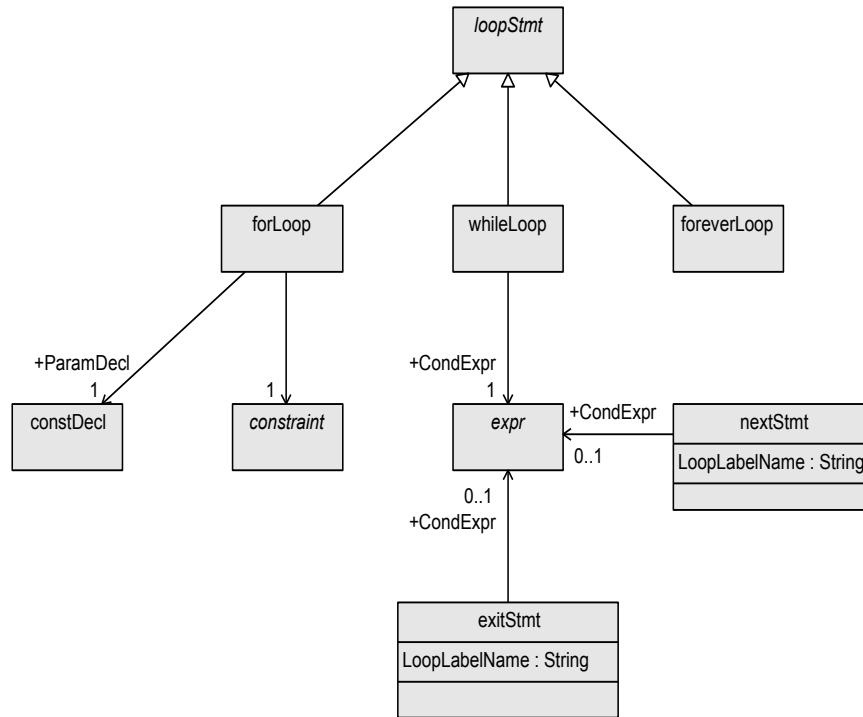 loopStmt
forLoop
whileLoop
foreverLoop
+ParamDecl
1
1
+CondExpr
1
constDecl
constraint
expr
+CondExpr
0..1
nextStmt
LoopLabelName : String
0..1
+CondExpr
exitStmt
LoopLabelName : String